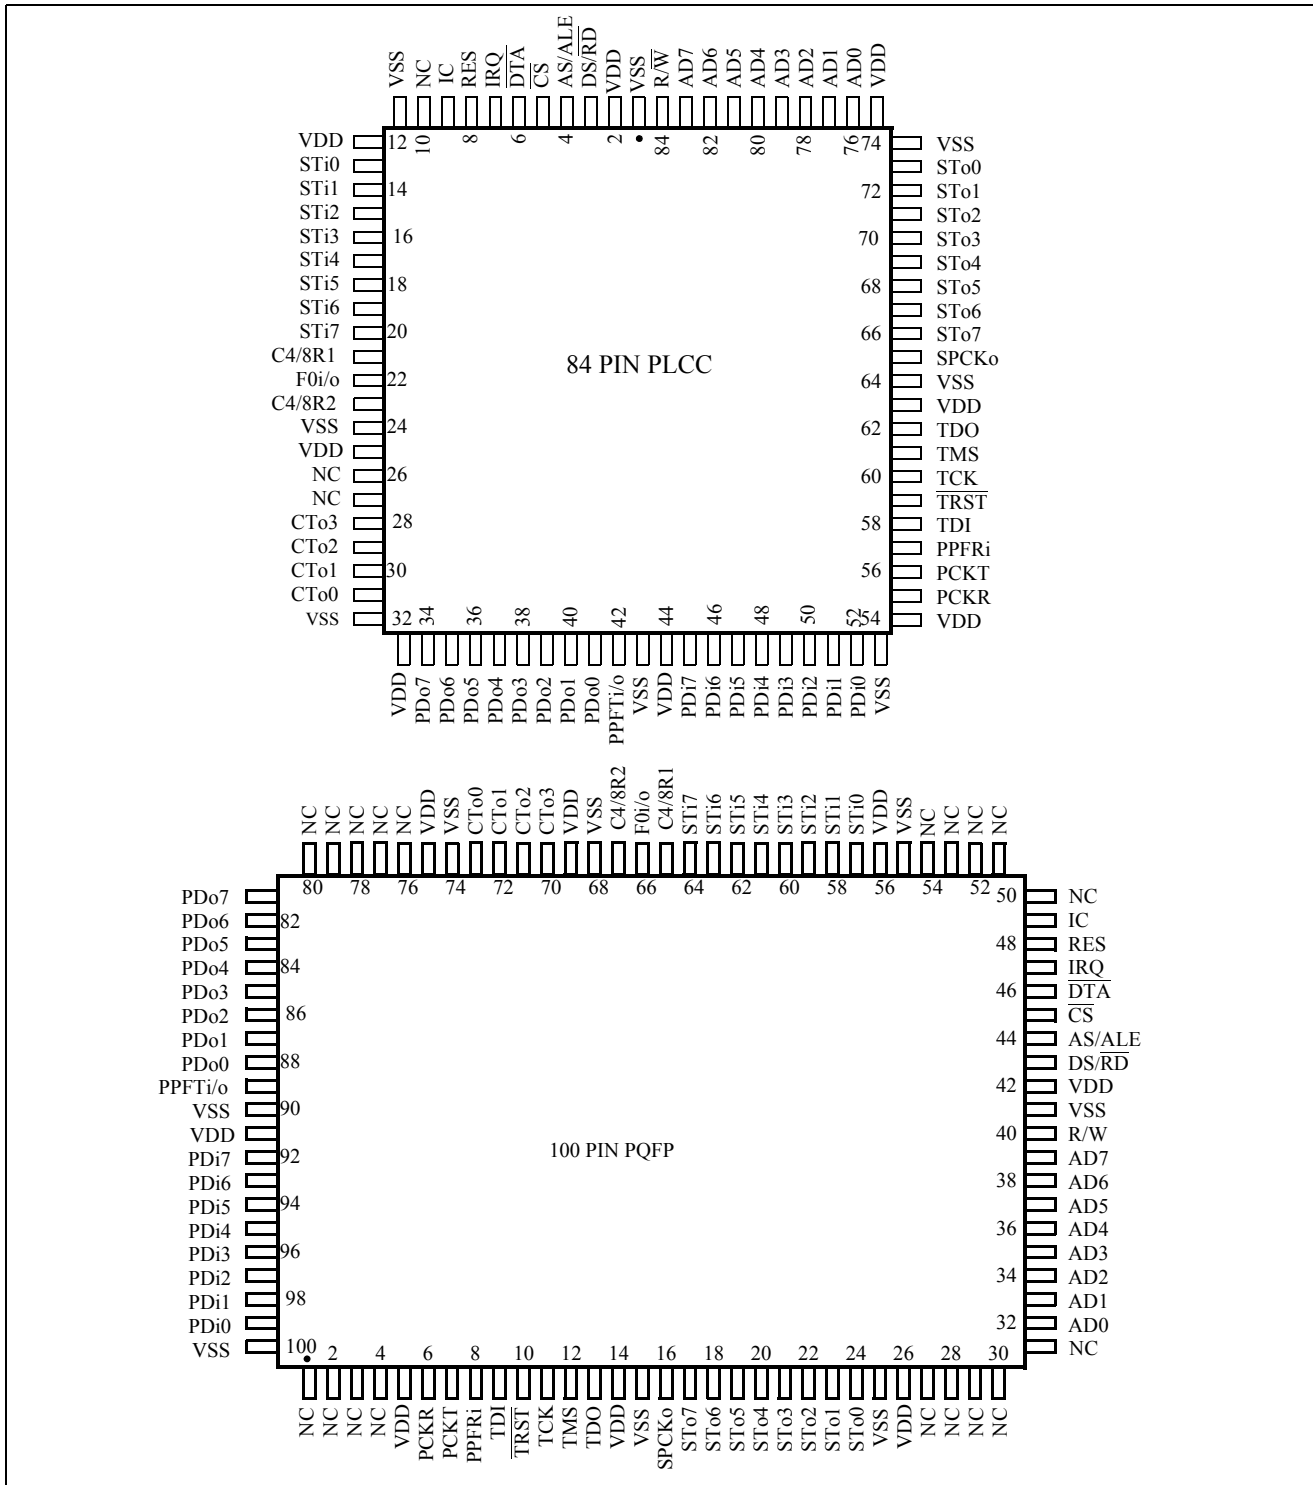 VSS NC IC RES IRQ DTA CS AS/ALE DS/RD VDD VSS R/W AD7 AD6 AD5 AD4 AD3 AD2 AD1 AD0 VDD
12 10 8 6 4 2 84 82 80 78 76 74
VDD
STi0
STi1 14
STi2
STi3 16
STi4
STi5 18
STi6
STi7 20
C4/8R1
F0i/o 22
C4/8R2
VSS 24
VDD
NC 26
NC
CTo3 28
CTo2
CTo1 30
CTo0
VSS
84 PIN PLCC
VSS
STo0
72 STo1
STo2
70 STo3
STo4
68 STo5
STo6
66 STo7
SPCKo
64 VSS
VDD
62 TDO
TMS
60 TCK
TRST
58 TDI
PPFRi
56 PCKT
PCKR
VDD
32 34 36 38 40 42 44 46 48 50 52 54
VDD PDo7 PDo6 PDo5 PDo4 PDo3 PDo2 PDo1 PDo0 PPFTi/o VSS VDD PDi7 PDi6 PDi5 PDi4 PDi3 PDi2 PDi1 PDi0 VSS
NC NC NC NC NC VDD VSS CTo0 CTo1 CTo2 CTo3 VDD VSS C4/8R2 F0i/o C4/8R1 STi7 STi6 STi5 STi4 STi3 STi2 STi1 STi0 VDD VSS NC NC NC NC
80 78 76 74 72 70 68 66 64 62 60 58 56 54 52
PDo7
PDo6 82
PDo5
PDo4 84
PDo3
PDo2 86
PDo1
PDo0 88
PPFTi/o
VSS 90
VDD
PDi7 92
PDi6
PDi5 94
PDi4
PDi3 96
PDi2
PDi1 98
PDi0
VSS 100
100 PIN PQFP
50 NC
IC
48 RES
IRQ
46 DTA
CS
44 AS/ALE
DS/RD
42 VDD
VSS
40 R/W
AD7
38 AD6
AD5
36 AD4
AD3
34 AD2
AD1
32 AD0
NC
2 4 6 8 10 12 14 16 18 20 22 24 26 28 30
NC NC NC NC VDD PCKR PCKT PPFRi TDI TRST TCK TMS TDO VDD VSS SPCKo STo7 STo6 STo5 STo4 STo3 STo2 STo1 STo0 VSS VDD NC NC NC NC